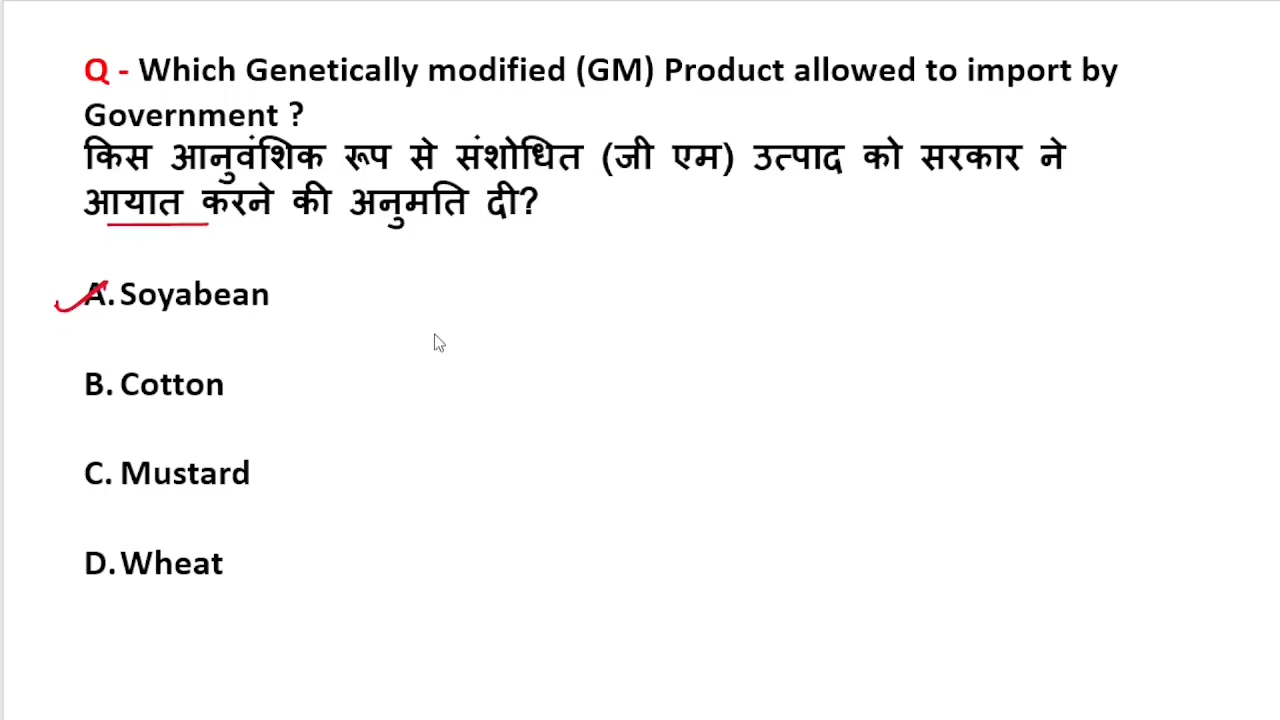 Q - Which Genetically modified (GM) Product allowed to import by
Government ?
किस आनुवंशिक रूप से संशोधित (जी एम) उत्पाद को सरकार ने
आयात करने की अनुमति दी?
A. Soyabean
B. Cotton
C. Mustard
D. Wheat